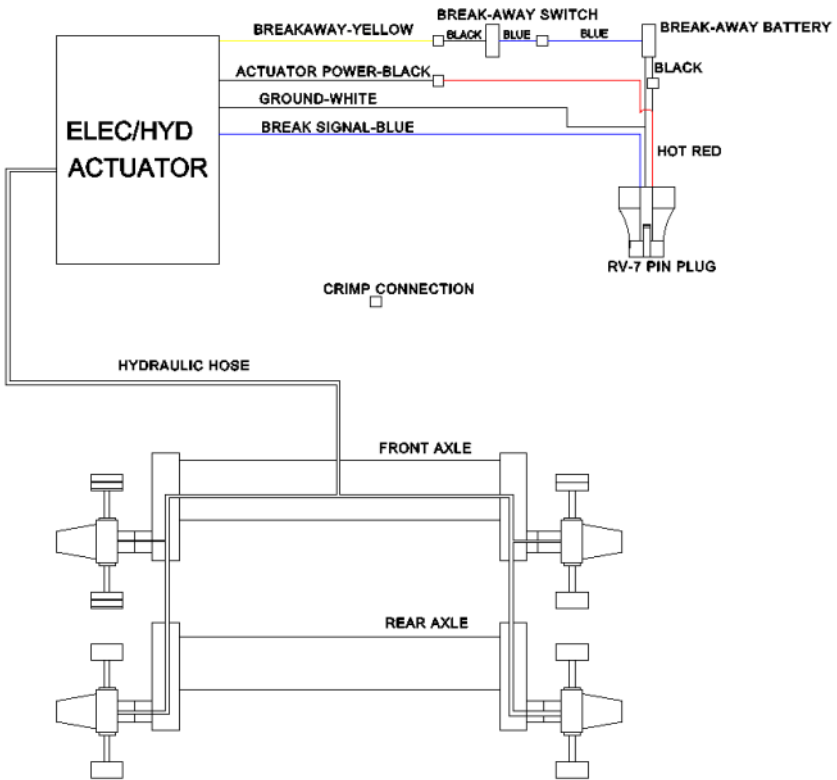 BREAK-AWAY SWITCH
BREAKAWAY-YELLOW
BLACK
BLUE
BLUE
BREAK-AWAY BATTERY
ACTUATOR POWER-BLACK
BLACK
GROUND-WHITE
ELEC/HYD
ACTUATOR
BREAK SIGNAL-BLUE
HOT RED
RV-7 PIN PLUG
CRIMP CONNECTION
HYDRAULIC HOSE
FRONT AXLE
REAR AXLE